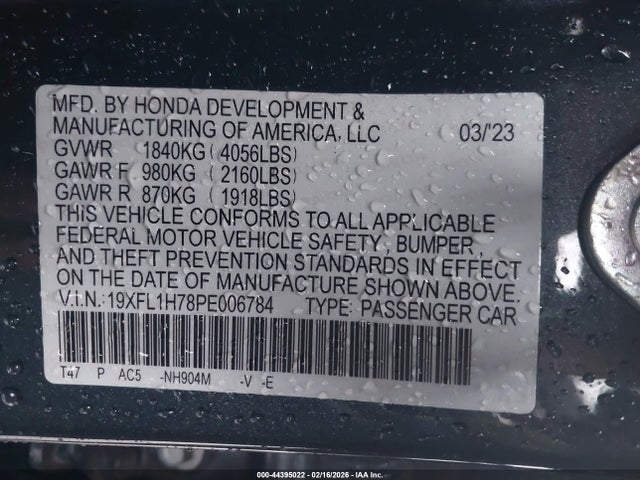 MFD. BY HONDA DEVELOPMENT &
MANUFACTURING OF AMERICA, LLC 03/'23
GVWR 1840KG ( 4056LBS)
GAWR F 980KG ( 2160LBS)
GAWR R 870KG ( 1918LBS)
THIS VEHICLE CONFORMS TO ALL APPLICABLE
FEDERAL MOTOR VEHICLE SAFETY, BUMPER,
AND THEFT PREVENTION STANDARDS IN EFFECT
ON THE DATE OF MANUFACTURE SHOWN ABOVE.
V.I.N.:19XFL1H78PE006784 TYPE: PASSENGER CAR
T47 P AC5 -NH904M -V -E
000-44395022 - 02/16/2026 - IAA Inc.